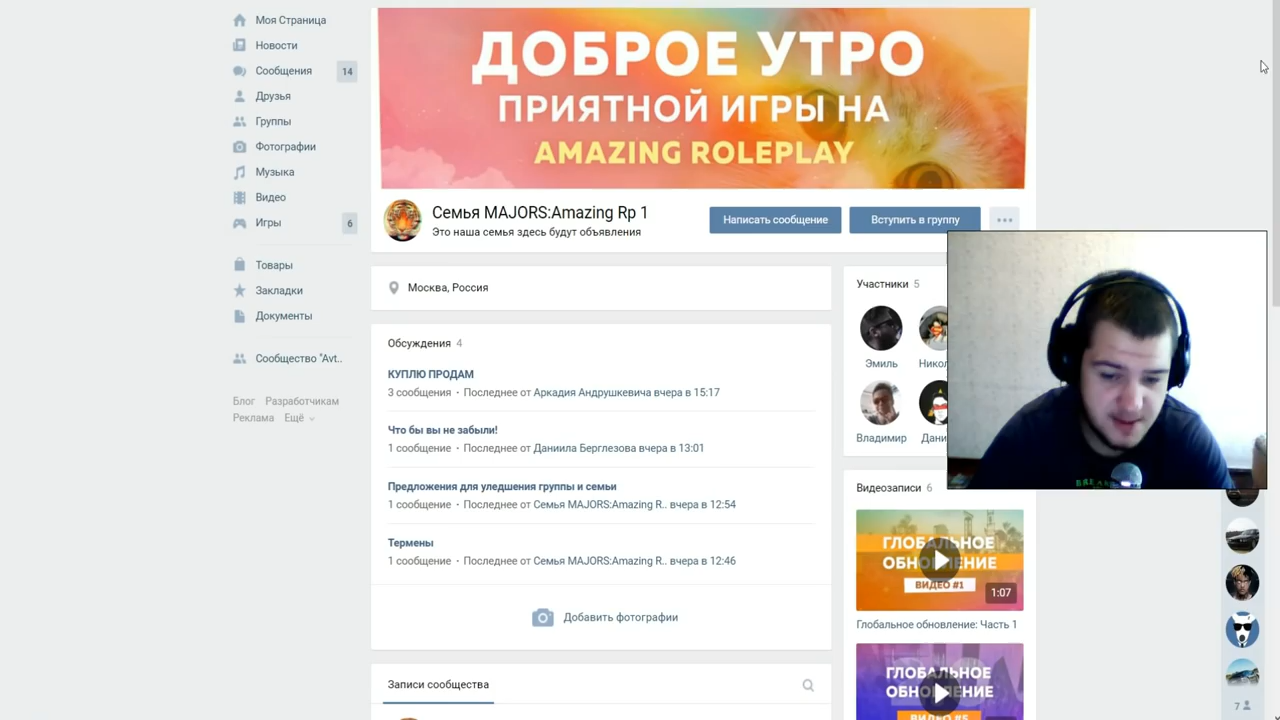 Моя Страница
Новости
Сообщения 14
Друзья
Группы
Фотографии
Музыка
Видео
Игры 6
Товары
Закладки
Документы
Сообщество "Avt..
Блог Разработчикам
Реклама Ещё
ДОБРОЕ УТРО
ПРИЯТНОЙ ИГРЫ НА
AMAZING ROLEPLAY
Семья MAJORS:Amazing Rp 1
Это наша семья здесь будут объявления
Написать сообщение
Вступить в группу
Москва, Россия
Обсуждения 4
КУПЛЮ ПРОДАМ
3 сообщения · Последнее от Аркадия Андрушкевича вчера в 15:17
Что бы вы не забыли!
1 сообщение · Последнее от Даниила Берглезова вчера в 13:01
Предложения для уледшения группы и семьи
1 сообщение · Последнее от Семья MAJORS:Amazing R.. вчера в 12:54
Термены
1 сообщение · Последнее от Семья MAJORS:Amazing R.. вчера в 12:46
Добавить фотографии
Записи сообщества
Участники 5
Эмиль
Никол
Владимир
Дани
Видеозаписи 6
ГЛОБАЛЬНОЕ
ОБНОВЛЕНИЕ
ВИДЕО #1
1:07
Глобальное обновление: Часть 1
ГЛОБАЛЬНОЕ
ОБНОВЛЕНИЕ
ВИДЕО #5
7